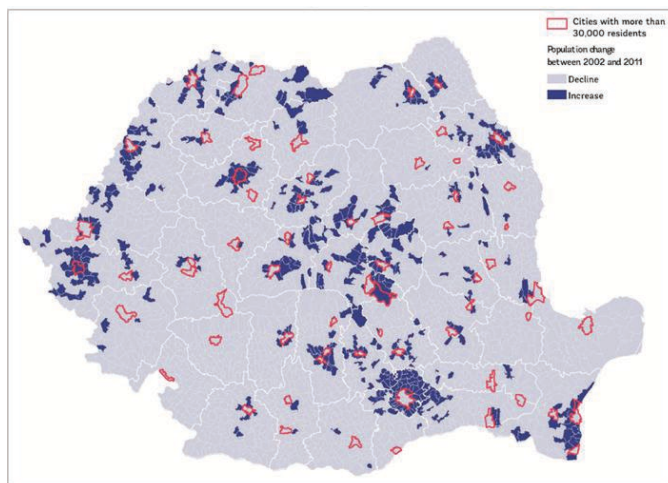 Cities with more than
30,000 residents
Population change
between 2002 and 2011
Decline
Increase